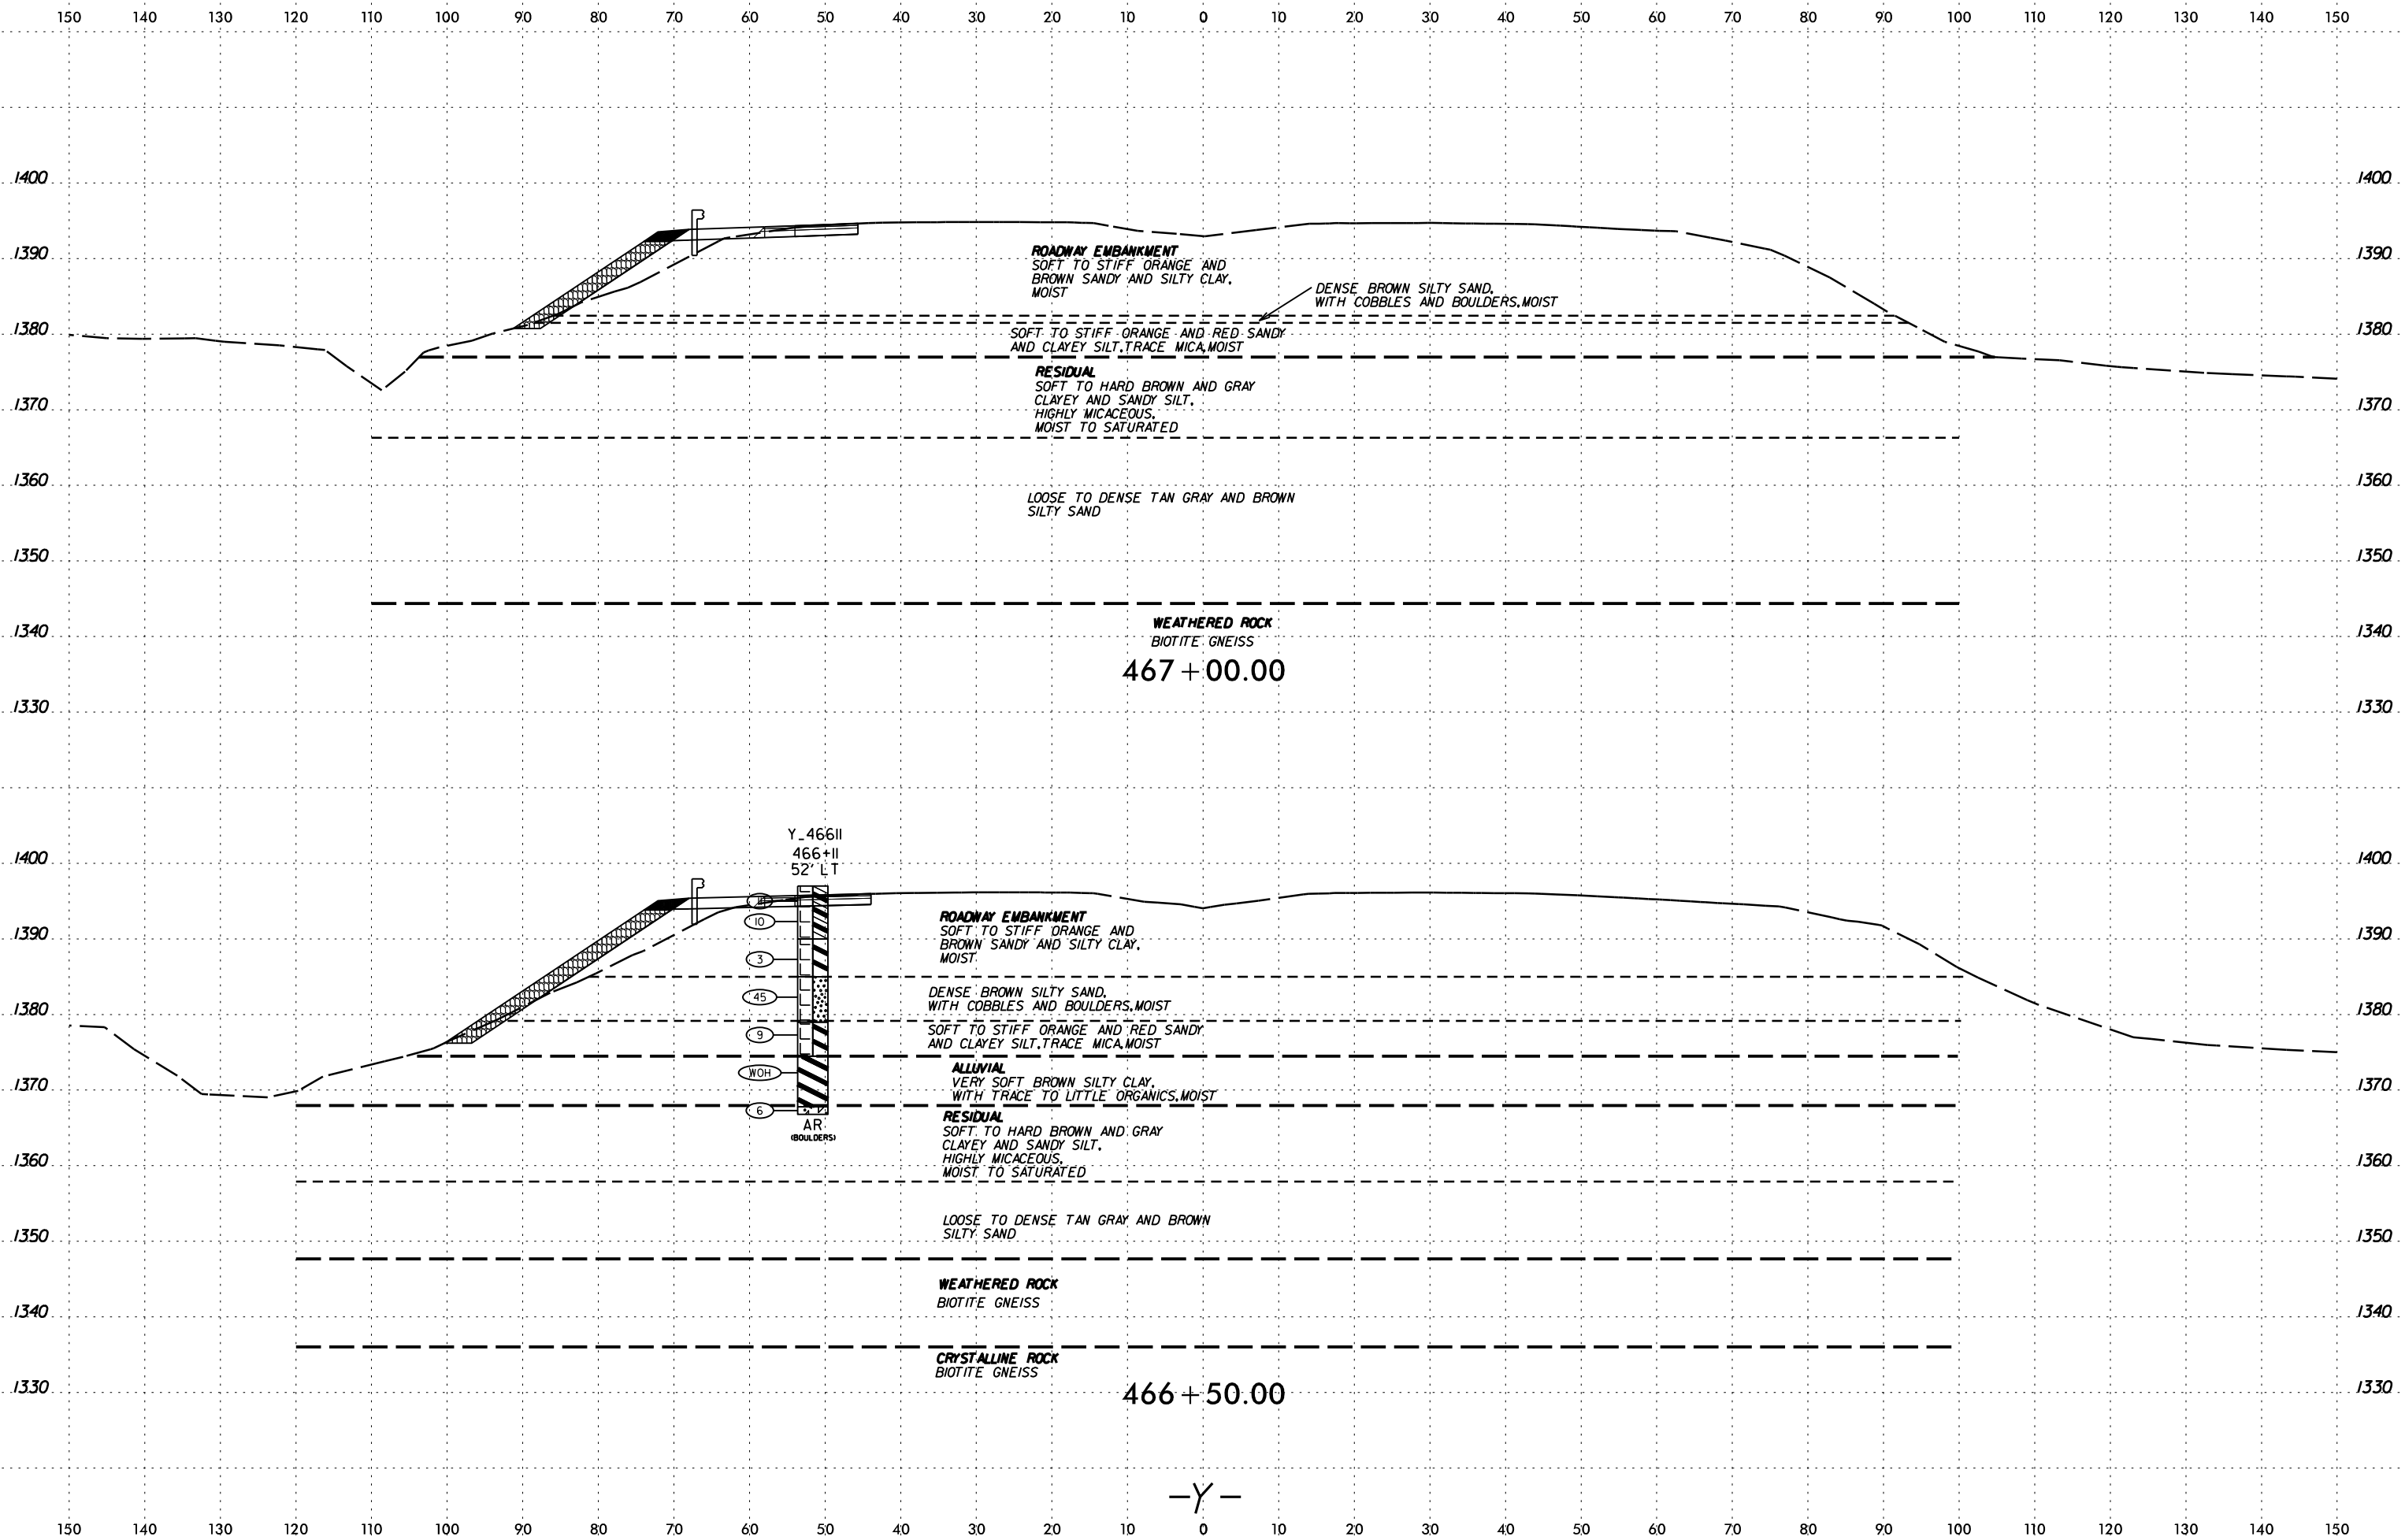 150 140 130 120 110 100 90 80 70 60 50 40 30 20 10 0 10 20 30 40 50 60 70 80 90 100 110 120 130 140 150
1400 1400
1390 1390
ROADWAY EMBANKMENT
SOFT TO STIFF ORANGE AND
BROWN SANDY AND SILTY CLAY,
MOIST
DENSE BROWN SILTY SAND,
WITH COBBLES AND BOULDERS, MOIST
1380 1380
SOFT TO STIFF ORANGE AND RED SANDY
AND CLAYEY SILT, TRACE MICA, MOIST
RESIDUAL
SOFT TO HARD BROWN AND GRAY
CLAYEY AND SANDY SILT,
HIGHLY MICACEOUS,
MOIST TO SATURATED
1370 1370
1360 1360
LOOSE TO DENSE TAN GRAY AND BROWN
SILTY SAND
1350 1350
1340 1340
WEATHERED ROCK
BIOTITE GNEISS
467+00.00
1330 1330
Y_46611
466+11
52' LT
1400 1400
10
ROADWAY EMBANKMENT
SOFT TO STIFF ORANGE AND
BROWN SANDY AND SILTY CLAY,
MOIST
1390 1390
3
45
DENSE BROWN SILTY SAND,
WITH COBBLES AND BOULDERS, MOIST
1380 1380
9
SOFT TO STIFF ORANGE AND RED SANDY
AND CLAYEY SILT, TRACE MICA, MOIST
WOH
ALLUVIAL
VERY SOFT BROWN SILTY CLAY,
WITH TRACE TO LITTLE ORGANICS, MOIST
1370 1370
6
AR
(BOULDERS)
RESIDUAL
SOFT TO HARD BROWN AND GRAY
CLAYEY AND SANDY SILT,
HIGHLY MICACEOUS,
MOIST TO SATURATED
1360 1360
LOOSE TO DENSE TAN GRAY AND BROWN
SILTY SAND
1350 1350
WEATHERED ROCK
BIOTITE GNEISS
1340 1340
CRYSTALLINE ROCK
BIOTITE GNEISS
1330 1330
466+50.00
-Y-
150 140 130 120 110 100 90 80 70 60 50 40 30 20 10 0 10 20 30 40 50 60 70 80 90 100 110 120 130 140 150